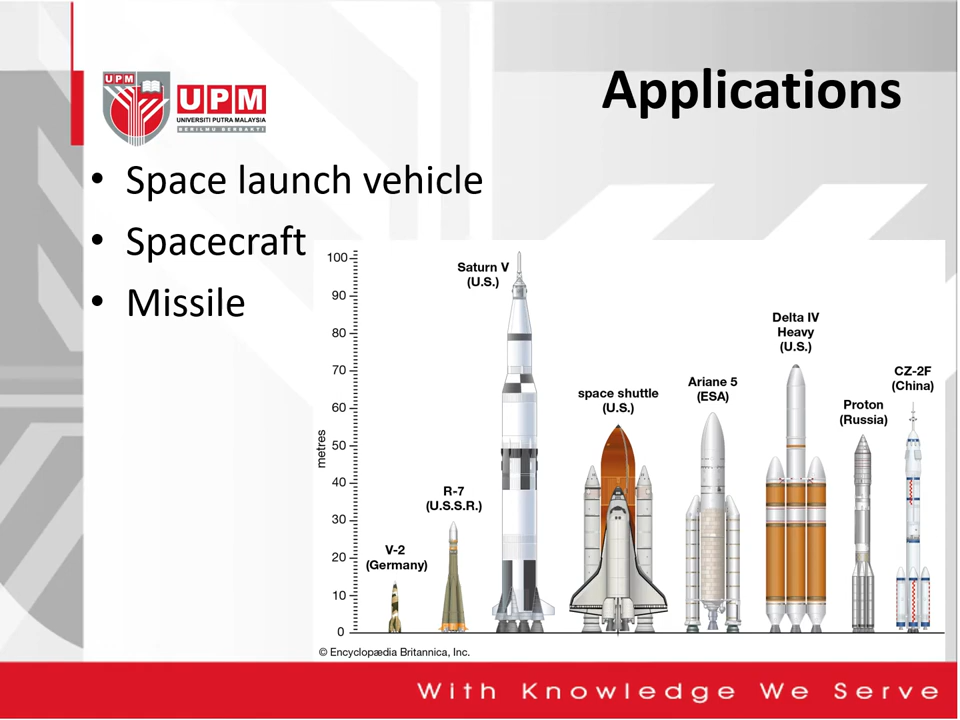 Applications
UPM
UPM
UNIVERSITI PUTRA MALAYSIA
BERILMU BERBAKTI
• Space launch vehicle
• Spacecraft
• Missile
100
90
80
70
60
50
40
30
20
10
0
metres
V-2
(Germany)
R-7
(U.S.S.R.)
Saturn V
(U.S.)
space shuttle
(U.S.)
Ariane 5
(ESA)
Delta IV
Heavy
(U.S.)
Proton
(Russia)
CZ-2F
(China)
© Encyclopædia Britannica, Inc.
With Knowledge We Serve